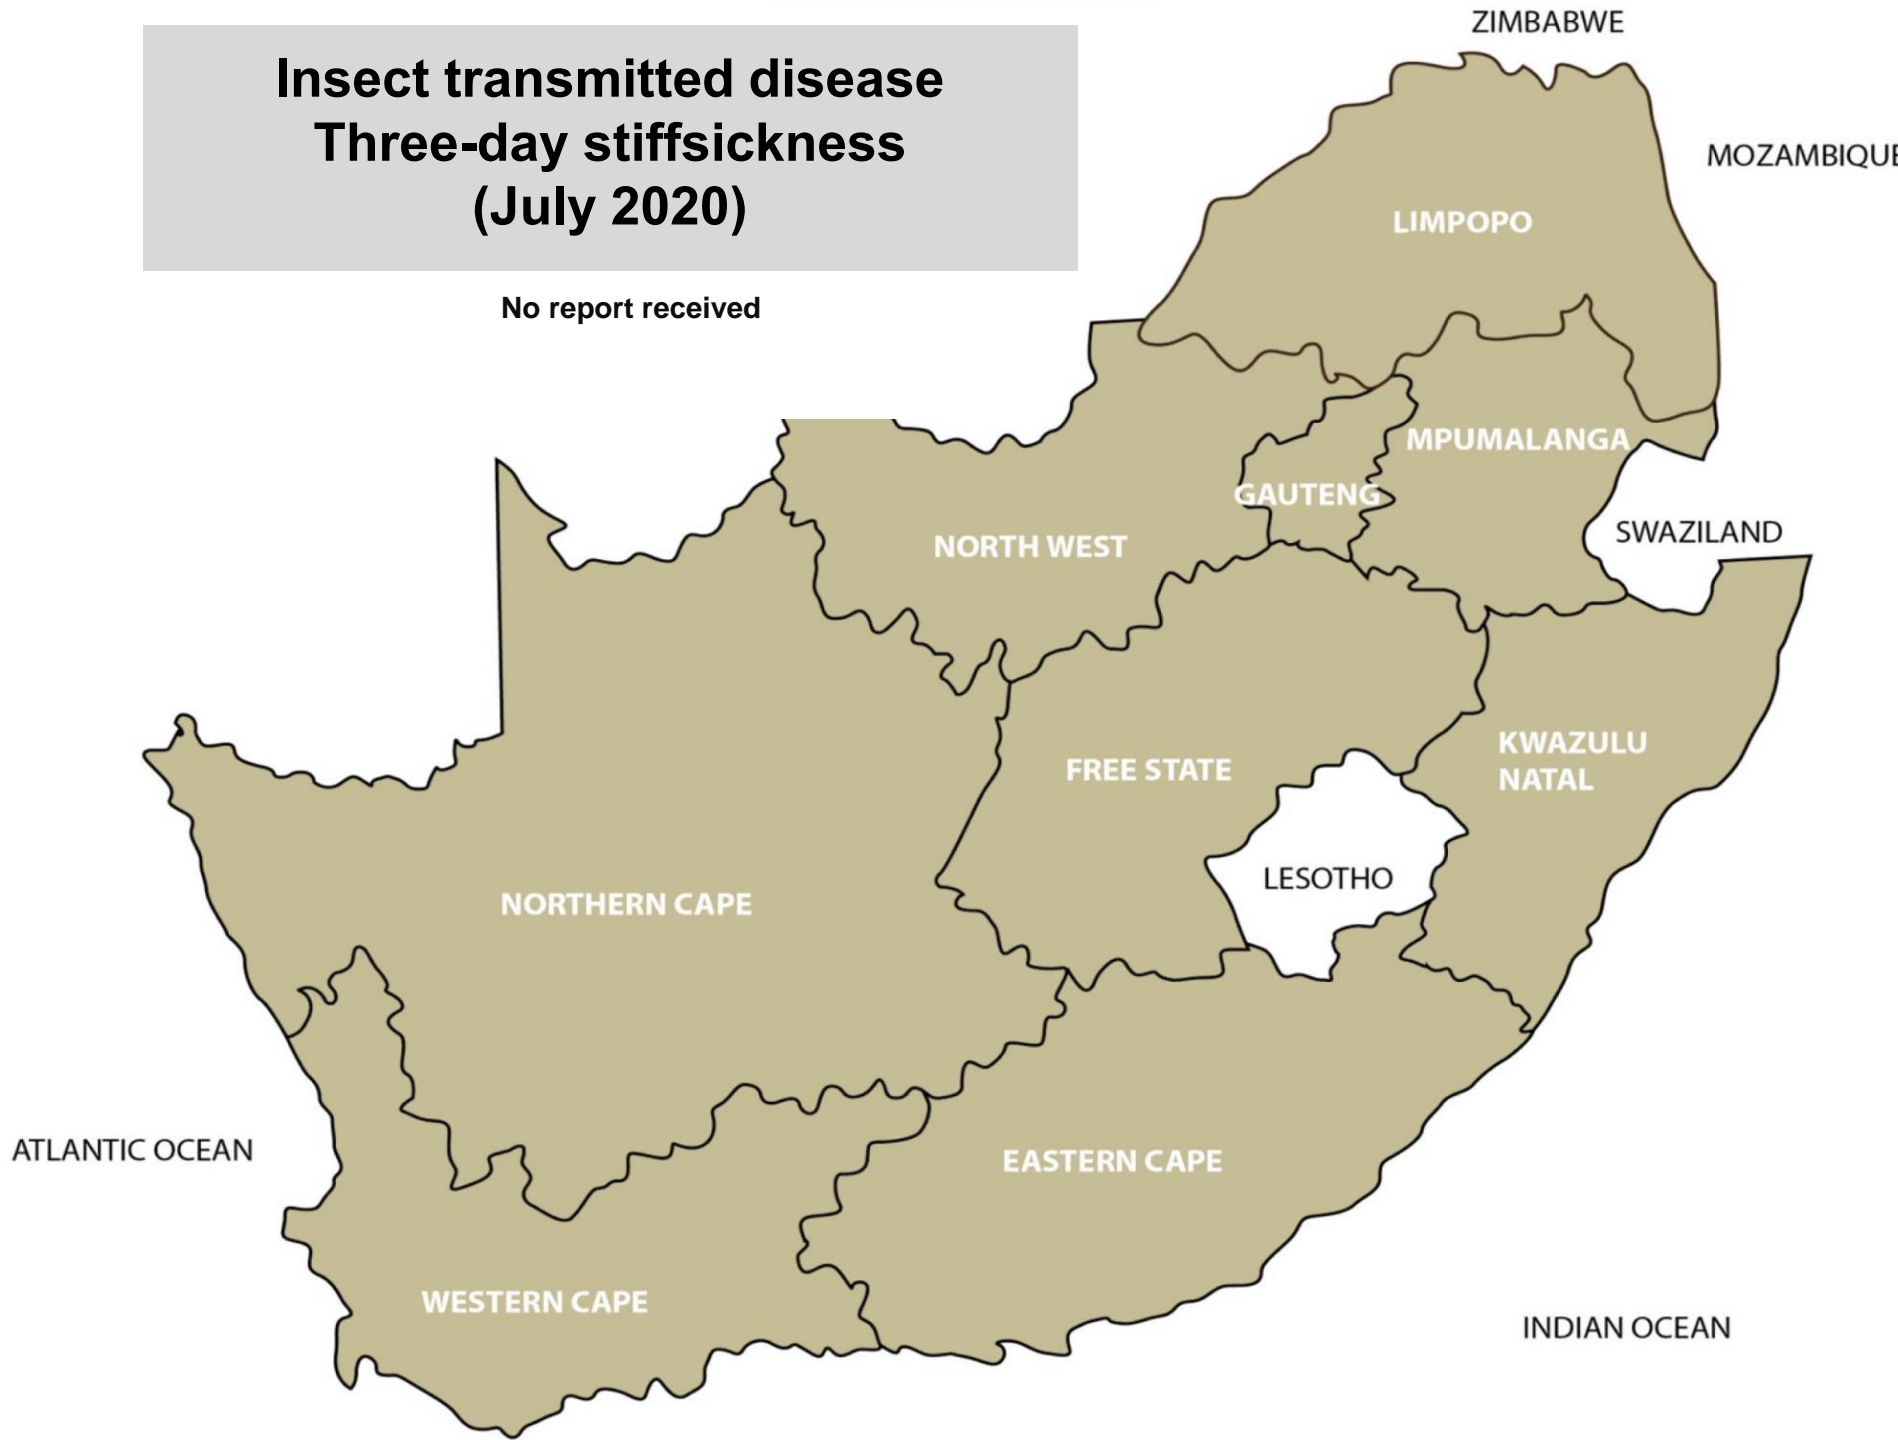 ZIMBABWE
Insect transmitted disease
Three-day stiffsickness
(July 2020)
MOZAMBIQUE
LIMPOPO
No report received
MPUMALANGA
GAUTENG
SWAZILAND
NORTH WEST
KWAZULU
NATAL
FREE STATE
LESOTHO
NORTHERN CAPE
ATLANTIC OCEAN
EASTERN CAPE
WESTERN CAPE
INDIAN OCEAN